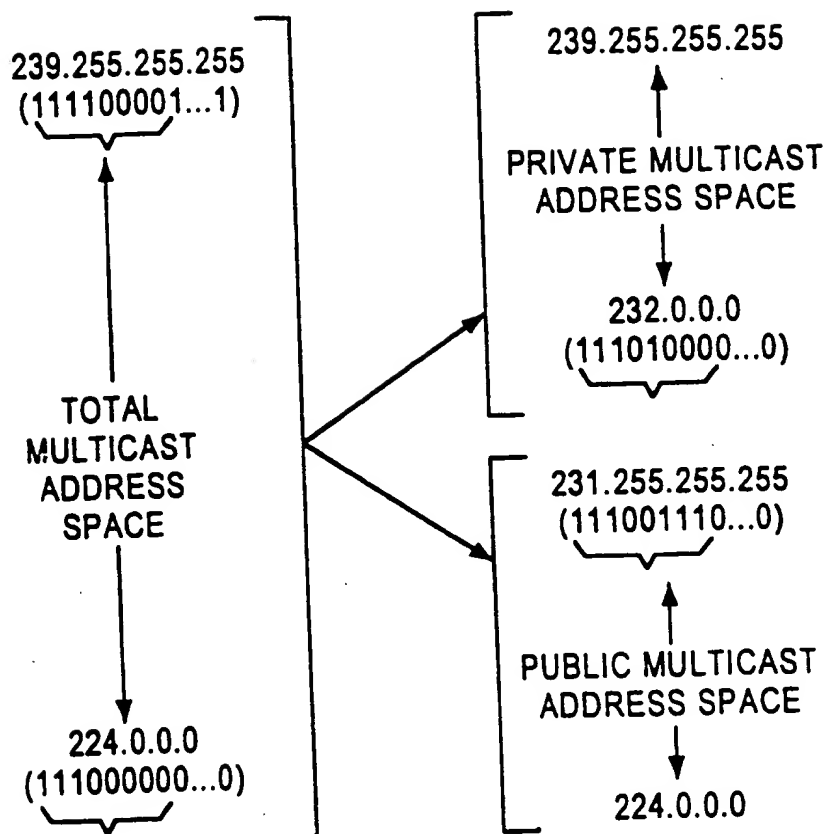 239.255.255.255
(111100001...1)
TOTAL
MULTICAST
ADDRESS
SPACE
224.0.0.0
(111000000...0)
239.255.255.255
PRIVATE MULTICAST
ADDRESS SPACE
232.0.0.0
(111010000...0)
231.255.255.255
(111001110...0)
PUBLIC MULTICAST
ADDRESS SPACE
224.0.0.0